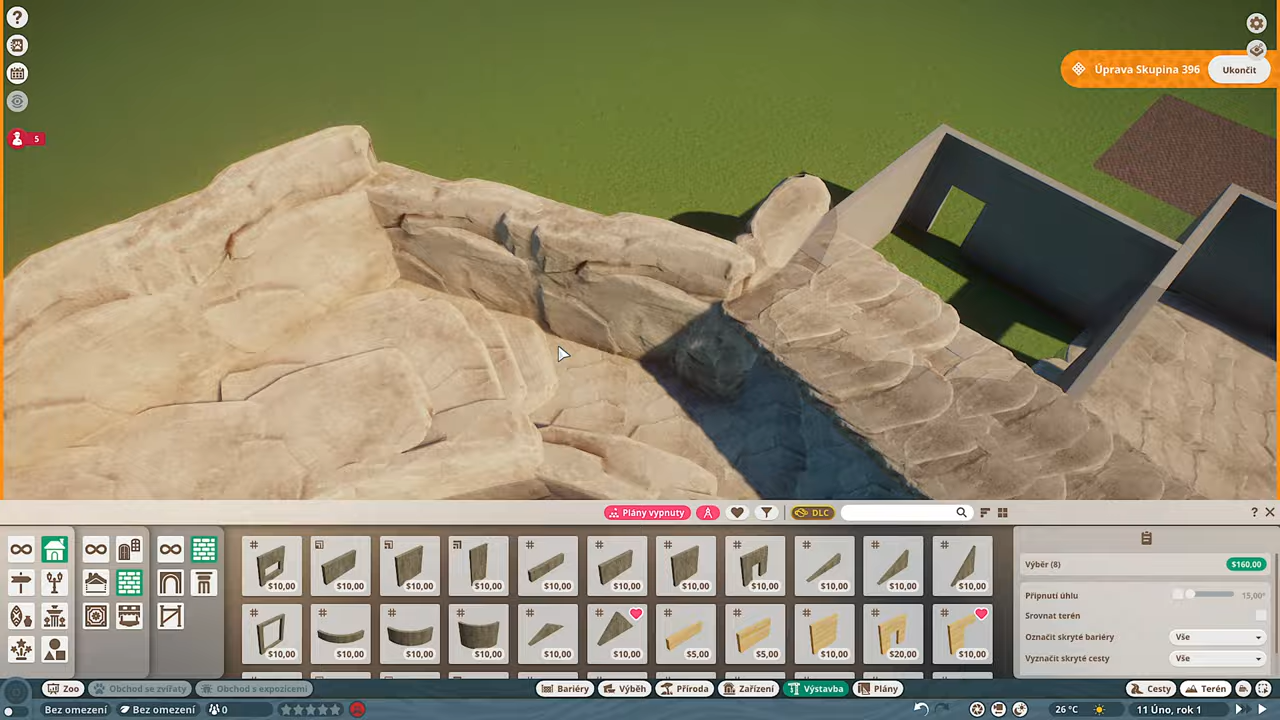 ?
Úprava Skupina 396
Ukončit
5
Plány vypnuty
DLC
?
$10,00 $10,00 $10,00 $10,00 $10,00 $10,00 $10,00 $10,00 $10,00 $10,00 $10,00
$10,00 $10,00 $10,00 $10,00 $10,00 $10,00 $5,00 $5,00 $10,00 $20,00 $10,00
Výběr (8) $160,00
Připnutí úhlu 15,00°
Srovnat terén
Označit skryté bariéry Vše
Vyznačit skryté cesty Vše
Zoo Obchod se zvířaty Obchod s expozicemi Bariéry Výběh Příroda Zařízení Výstavba Plány Cesty Terén
Bez omezení Bez omezení 0 26 °C 11 Úno, rok 1